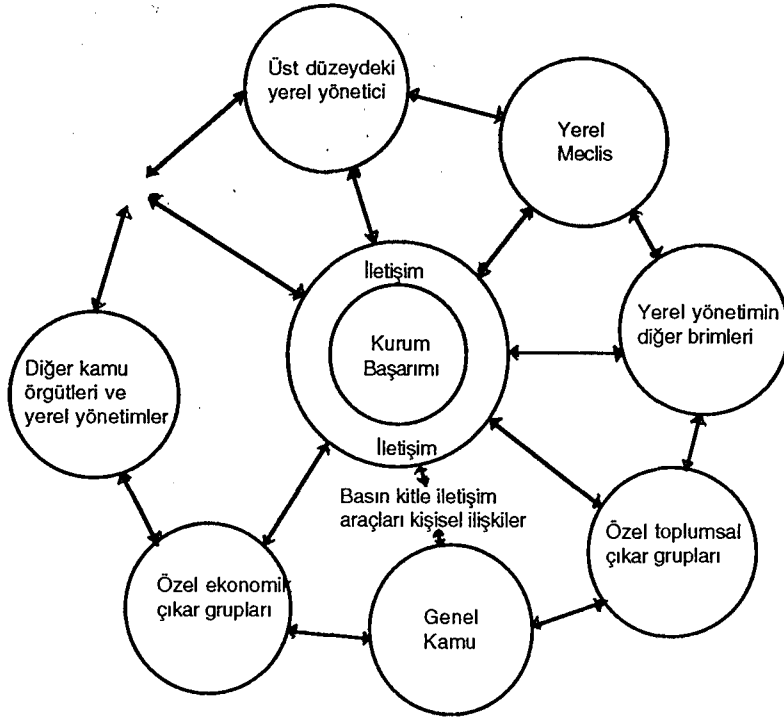 Üst düzeydeki
yerel yönetici
Yerel
Meclis
İletişim
Kurum
Başarımı
İletişim
Yerel yönetimin
diğer brimleri
Diğer kamu
örgütleri ve
yerel yönetimler
Basın kitle iletişim
araçları kişisel ilişkiler
Özel toplumsal
çıkar grupları
Özel ekonomik
çıkar grupları
Genel
Kamu